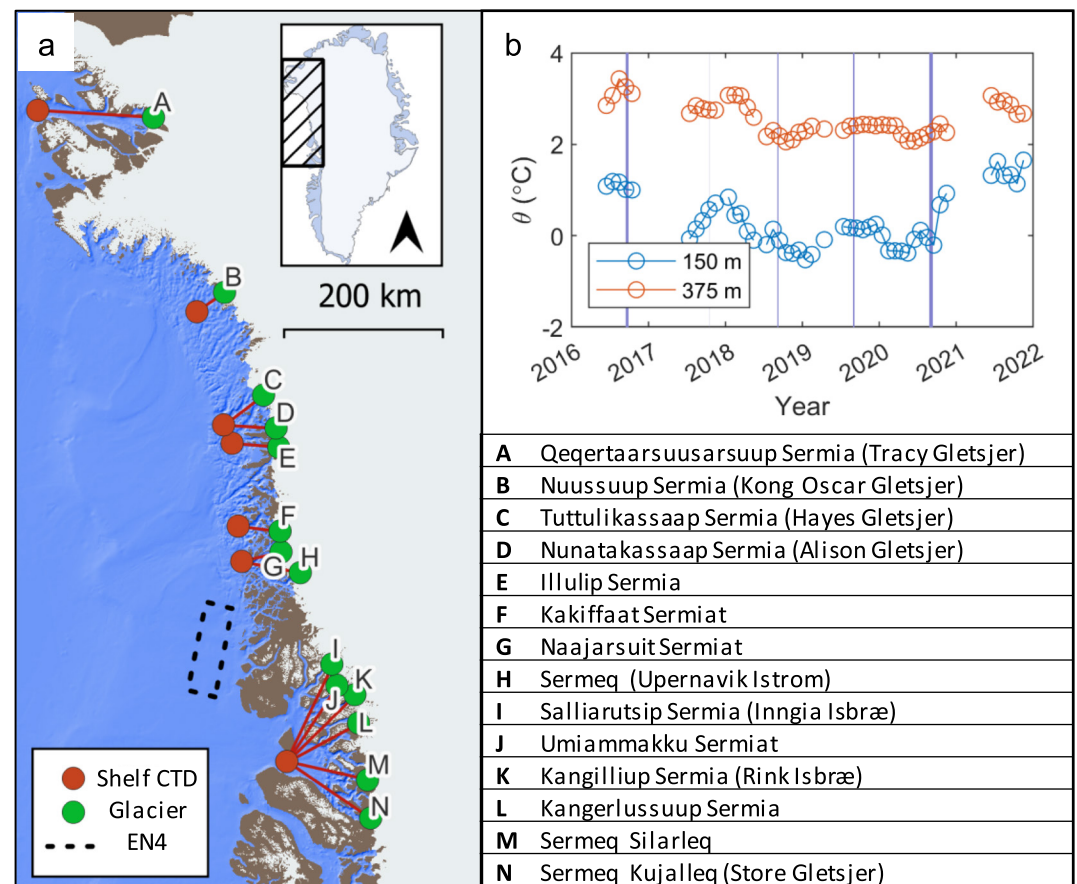 a
A
B
C
D
E
F
G
H
I
J
K
L
M
N
200 km
Shelf CTD
Glacier
EN4
b
4
2
0
-2
θ (°C)
150 m
375 m
2016
2017
2018
2019
2020
2021
2022
Year
A Qeqertaarsuusarsuup Sermia (Tracy Gletsjer)
B Nuussuup Sermia (Kong Oscar Gletsjer)
C Tuttulikassaap Sermia (Hayes Gletsjer)
D Nunatakassaap Sermia (Alison Gletsjer)
E Illulip Sermia
F Kakiffaat Sermiat
G Naajarsuit Sermiat
H Sermeq (Upernavik Istrom)
I Salliarutsip Sermia (Inngia Isbræ)
J Umiammakku Sermiat
K Kangilliup Sermia (Rink Isbræ)
L Kangerlussuup Sermia
M Sermeq Silarleq
N Sermeq Kujalleq (Store Gletsjer)